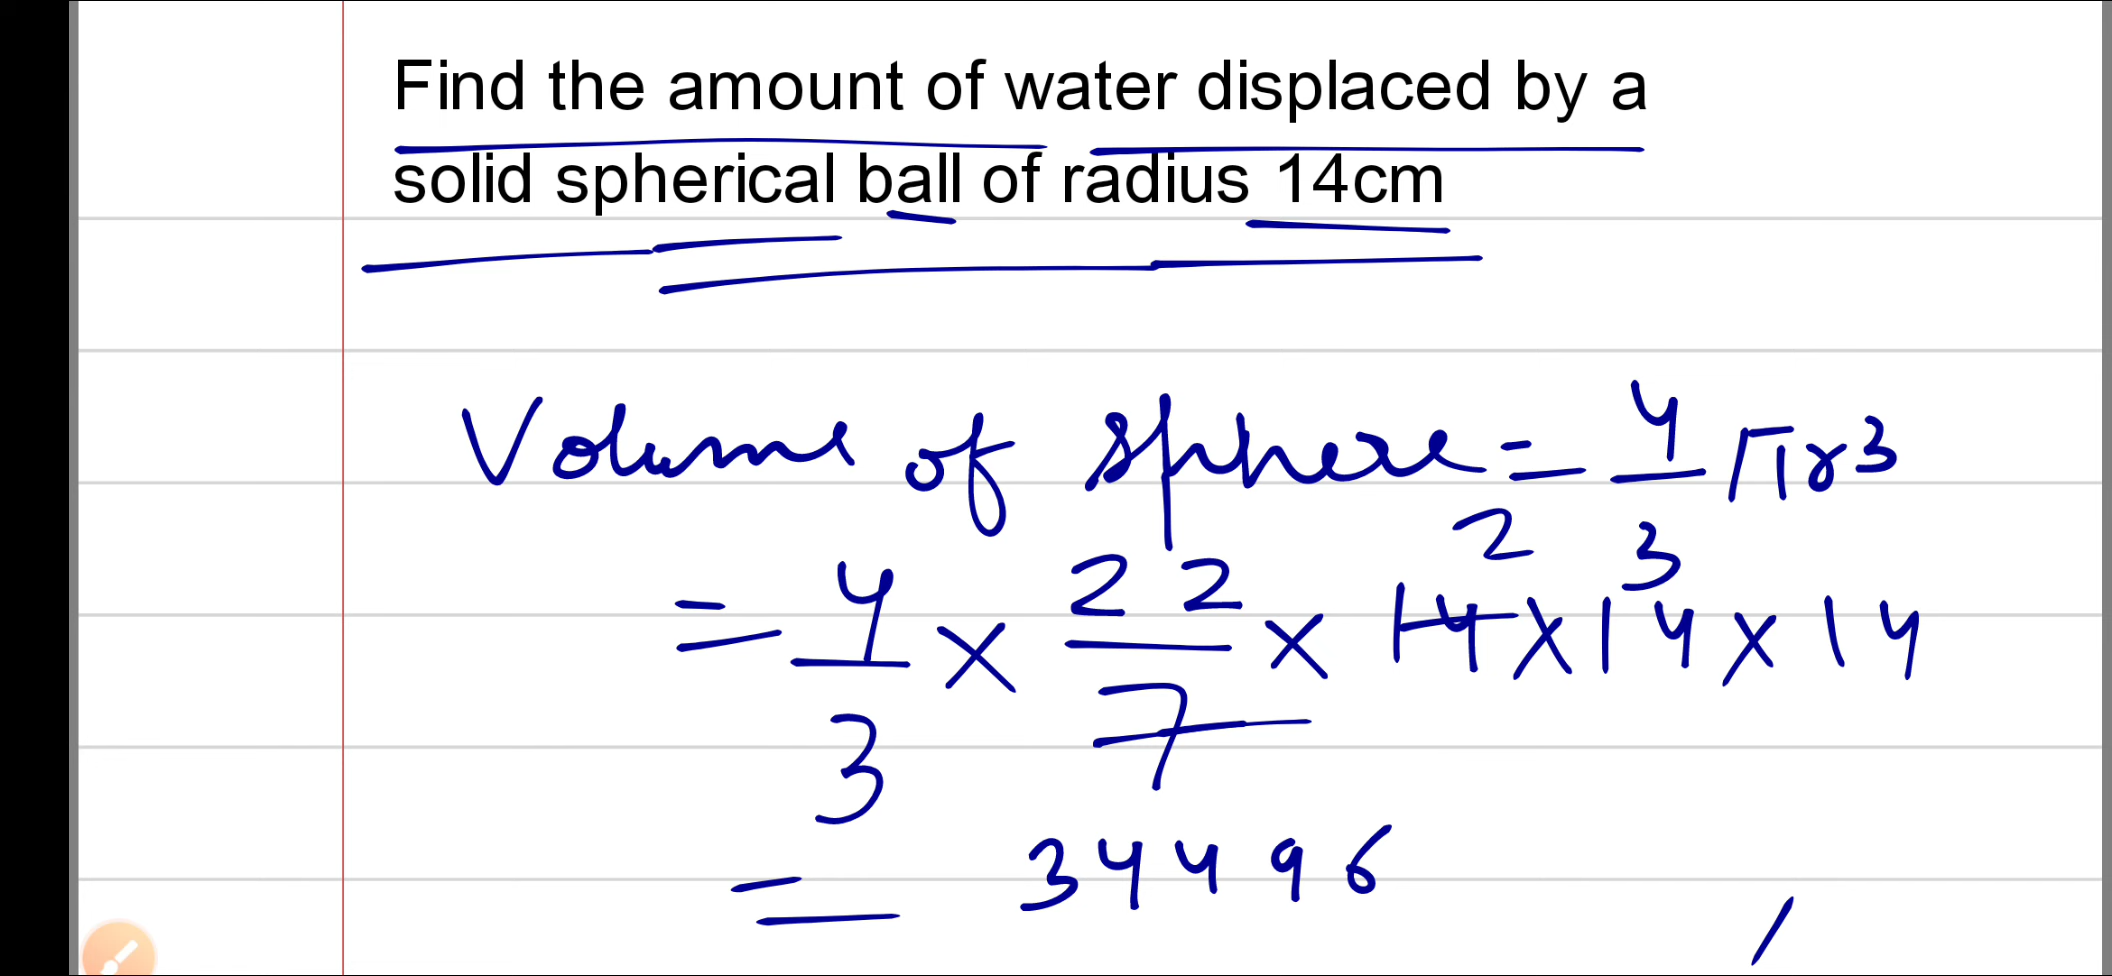 Find the amount of water displaced by a
solid spherical ball of radius 14cm
Volume of sphere = 4/3 πr³
2
= 4/3 × 22/7 × 14 × 14 × 14
= 34496